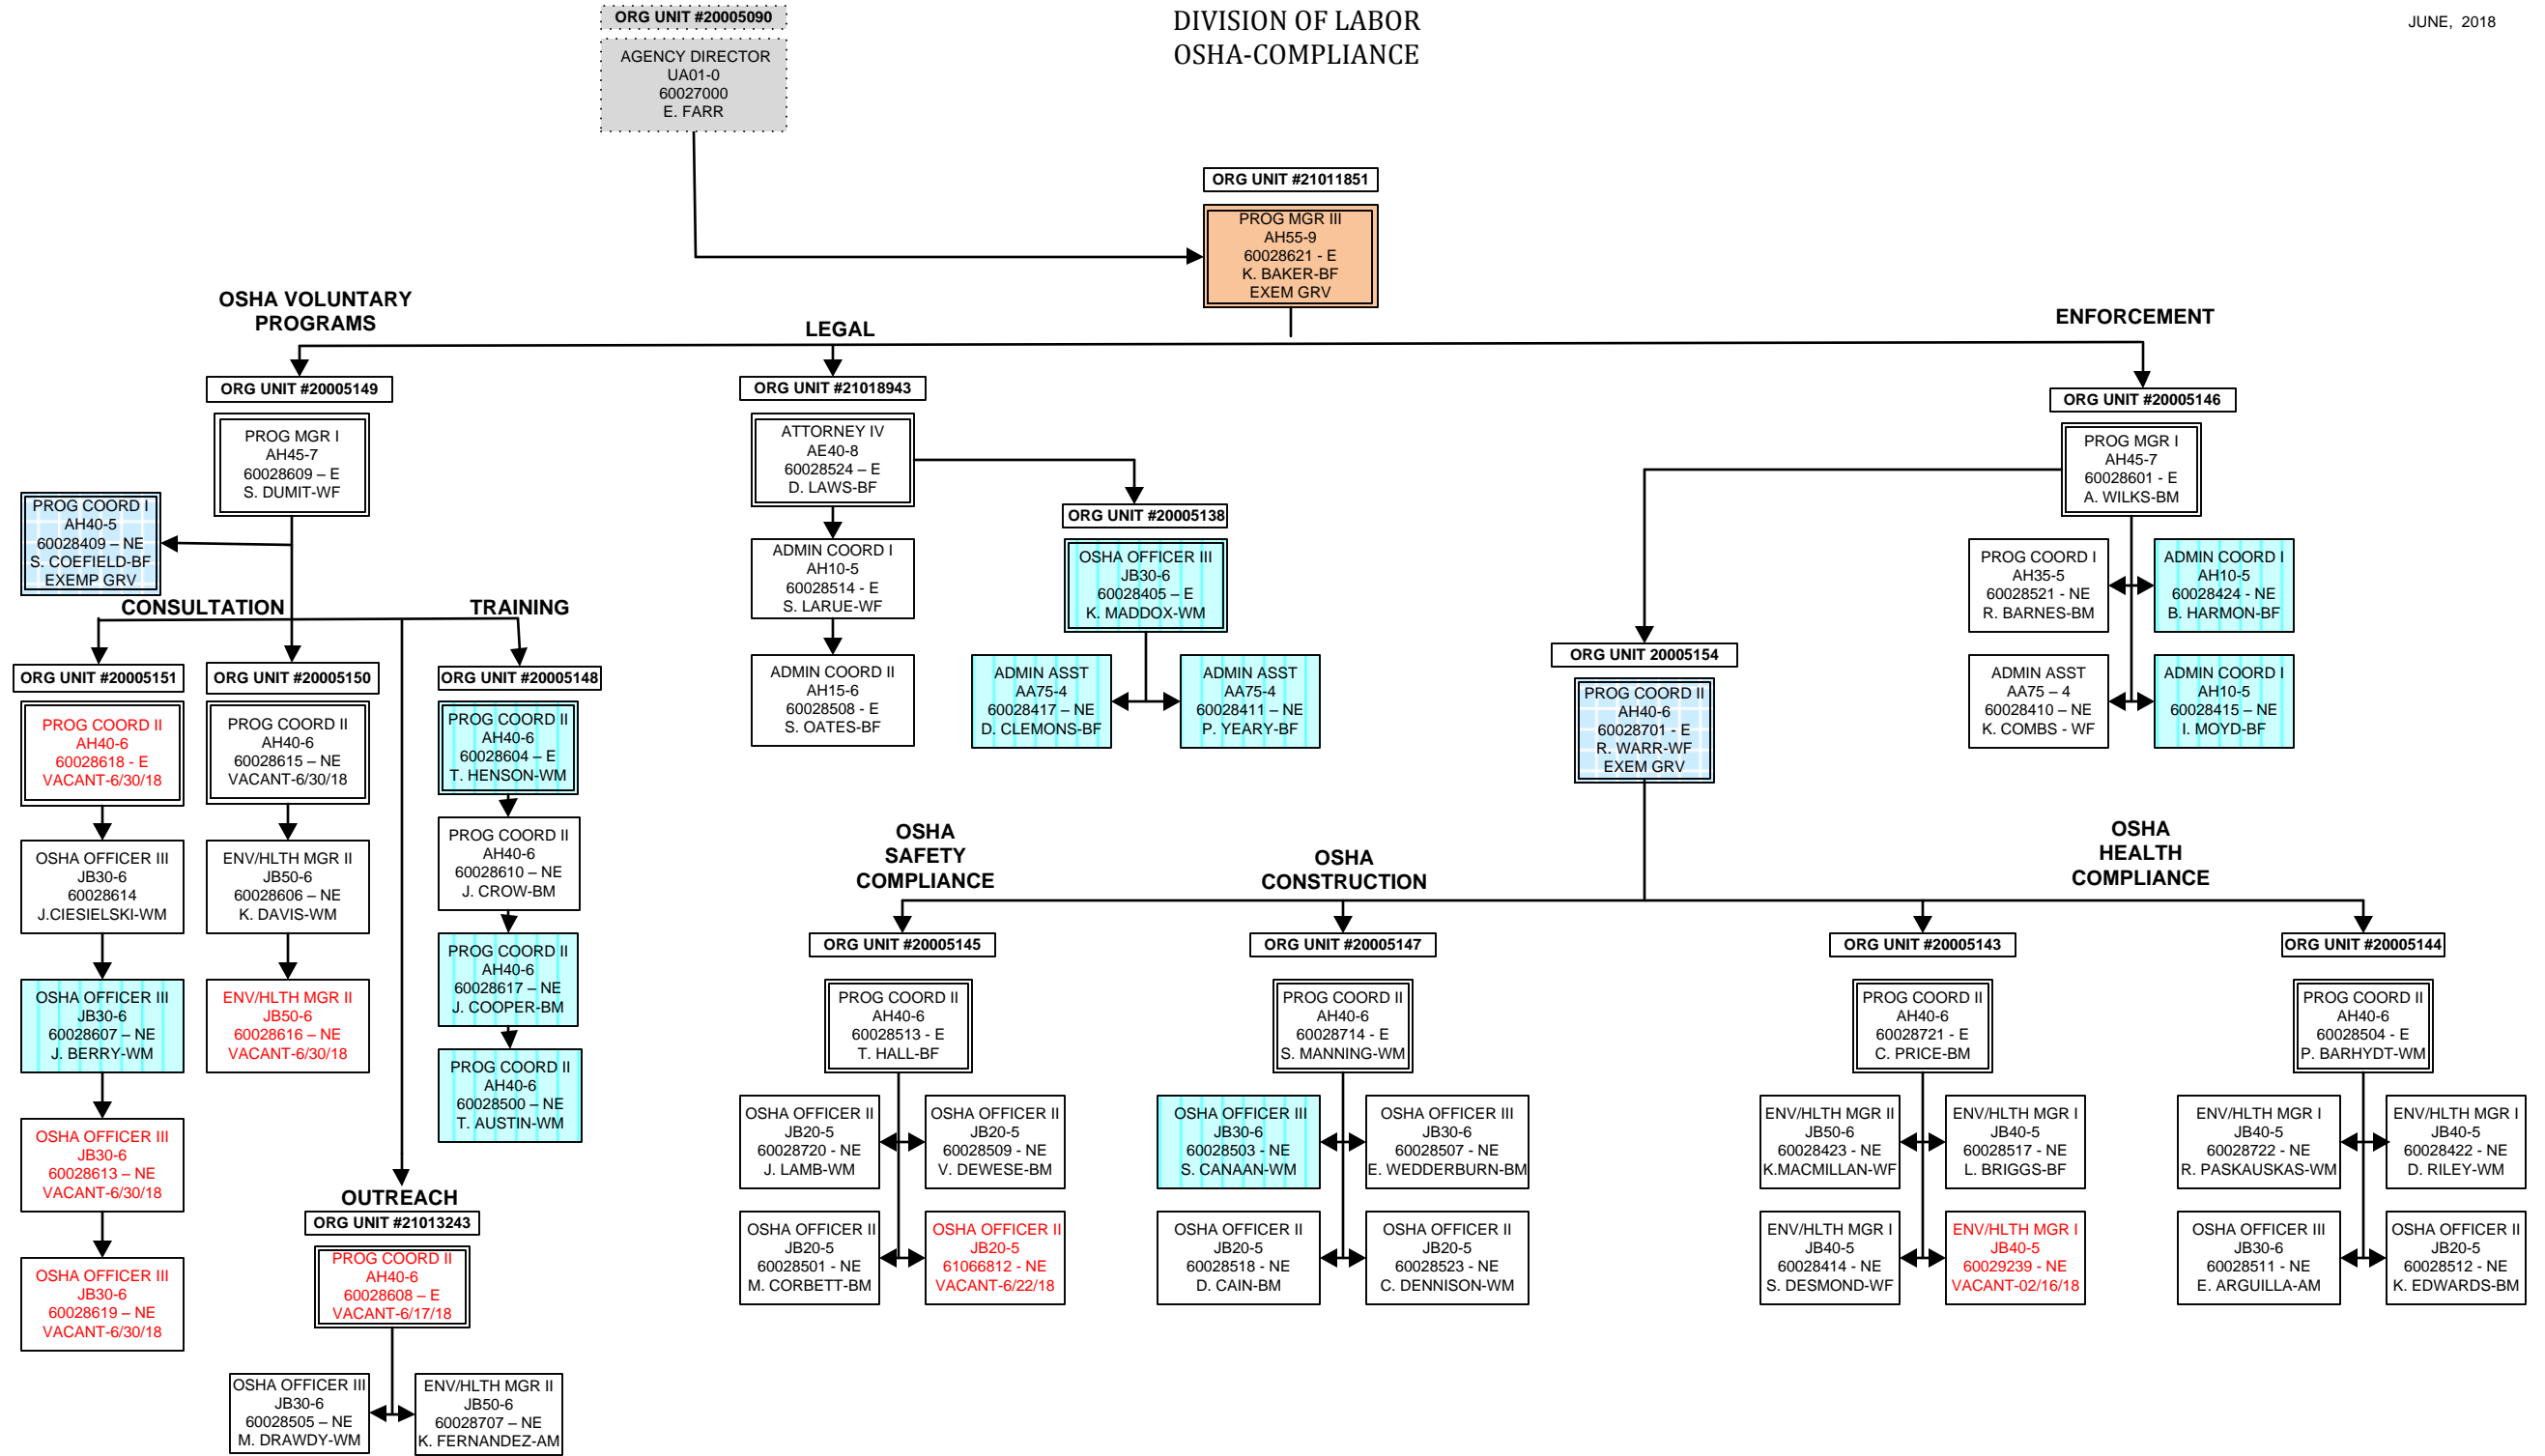 ORG UNIT #20005090
AGENCY DIRECTOR
UA01-0
60027000
E. FARR
DIVISION OF LABOR
OSHA-COMPLIANCE
JUNE, 2018
ORG UNIT #21011851
PROG MGR III
AH55-9
60028621 - E
K. BAKER-BF
EXEM GRV
OSHA VOLUNTARY
PROGRAMS
LEGAL
ENFORCEMENT
ORG UNIT #20005149
PROG MGR I
AH45-7
60028609 – E
S. DUMIT-WF
PROG COORD I
AH40-5
60028409 – NE
S. COEFIELD-BF
EXEMP GRV
CONSULTATION
TRAINING
ORG UNIT #20005151
PROG COORD II
AH40-6
60028618 - E
VACANT-6/30/18
OSHA OFFICER III
JB30-6
60028614
J.CIESIELSKI-WM
OSHA OFFICER III
JB30-6
60028607 – NE
J. BERRY-WM
OSHA OFFICER III
JB30-6
60028613 – NE
VACANT-6/30/18
OSHA OFFICER III
JB30-6
60028619 – NE
VACANT-6/30/18
ORG UNIT #20005150
PROG COORD II
AH40-6
60028615 – NE
VACANT-6/30/18
ENV/HLTH MGR II
JB50-6
60028606 – NE
K. DAVIS-WM
ENV/HLTH MGR II
JB50-6
60028616 – NE
VACANT-6/30/18
ORG UNIT #20005148
PROG COORD II
AH40-6
60028604 – E
T. HENSON-WM
PROG COORD II
AH40-6
60028610 – NE
J. CROW-BM
PROG COORD II
AH40-6
60028617 – NE
J. COOPER-BM
PROG COORD II
AH40-6
60028500 – NE
T. AUSTIN-WM
OUTREACH
ORG UNIT #21013243
PROG COORD II
AH40-6
60028608 – E
VACANT-6/17/18
OSHA OFFICER III
JB30-6
60028505 – NE
M. DRAWDY-WM
ENV/HLTH MGR II
JB50-6
60028707 – NE
K. FERNANDEZ-AM
ORG UNIT #21018943
ATTORNEY IV
AE40-8
60028524 – E
D. LAWS-BF
ADMIN COORD I
AH10-5
60028514 - E
S. LARUE-WF
ADMIN COORD II
AH15-6
60028508 - E
S. OATES-BF
ORG UNIT #20005138
OSHA OFFICER III
JB30-6
60028405 – E
K. MADDOX-WM
ADMIN ASST
AA75-4
60028417 – NE
D. CLEMONS-BF
ADMIN ASST
AA75-4
60028411 – NE
P. YEARY-BF
ORG UNIT #20005146
PROG MGR I
AH45-7
60028601 - E
A. WILKS-BM
PROG COORD I
AH35-5
60028521 - NE
R. BARNES-BM
ADMIN COORD I
AH10-5
60028424 - NE
B. HARMON-BF
ADMIN ASST
AA75 – 4
60028410 – NE
K. COMBS - WF
ADMIN COORD I
AH10-5
60028415 – NE
I. MOYD-BF
ORG UNIT 20005154
PROG COORD II
AH40-6
60028701 - E
R. WARR-WF
EXEM GRV
OSHA
SAFETY
COMPLIANCE
OSHA
CONSTRUCTION
OSHA
HEALTH
COMPLIANCE
ORG UNIT #20005145
PROG COORD II
AH40-6
60028513 - E
T. HALL-BF
OSHA OFFICER II
JB20-5
60028720 - NE
J. LAMB-WM
OSHA OFFICER II
JB20-5
60028509 - NE
V. DEWESE-BM
OSHA OFFICER II
JB20-5
60028501 - NE
M. CORBETT-BM
OSHA OFFICER II
JB20-5
61066812 - NE
VACANT-6/22/18
ORG UNIT #20005147
PROG COORD II
AH40-6
60028714 - E
S. MANNING-WM
OSHA OFFICER III
JB30-6
60028503 - NE
S. CANAAN-WM
OSHA OFFICER III
JB30-6
60028507 - NE
E. WEDDERBURN-BM
OSHA OFFICER II
JB20-5
60028518 - NE
D. CAIN-BM
OSHA OFFICER II
JB20-5
60028523 - NE
C. DENNISON-WM
ORG UNIT #20005143
PROG COORD II
AH40-6
60028721 - E
C. PRICE-BM
ENV/HLTH MGR II
JB50-6
60028423 - NE
K.MACMILLAN-WF
ENV/HLTH MGR I
JB40-5
60028517 - NE
L. BRIGGS-BF
ENV/HLTH MGR I
JB40-5
60028414 - NE
S. DESMOND-WF
ENV/HLTH MGR I
JB40-5
60029239 - NE
VACANT-02/16/18
ORG UNIT #20005144
PROG COORD II
AH40-6
60028504 - E
P. BARHYDT-WM
ENV/HLTH MGR I
JB40-5
60028722 - NE
R. PASKAUSKAS-WM
ENV/HLTH MGR I
JB40-5
60028422 - NE
D. RILEY-WM
OSHA OFFICER III
JB30-6
60028511 - NE
E. ARGUILLA-AM
OSHA OFFICER II
JB20-5
60028512 - NE
K. EDWARDS-BM